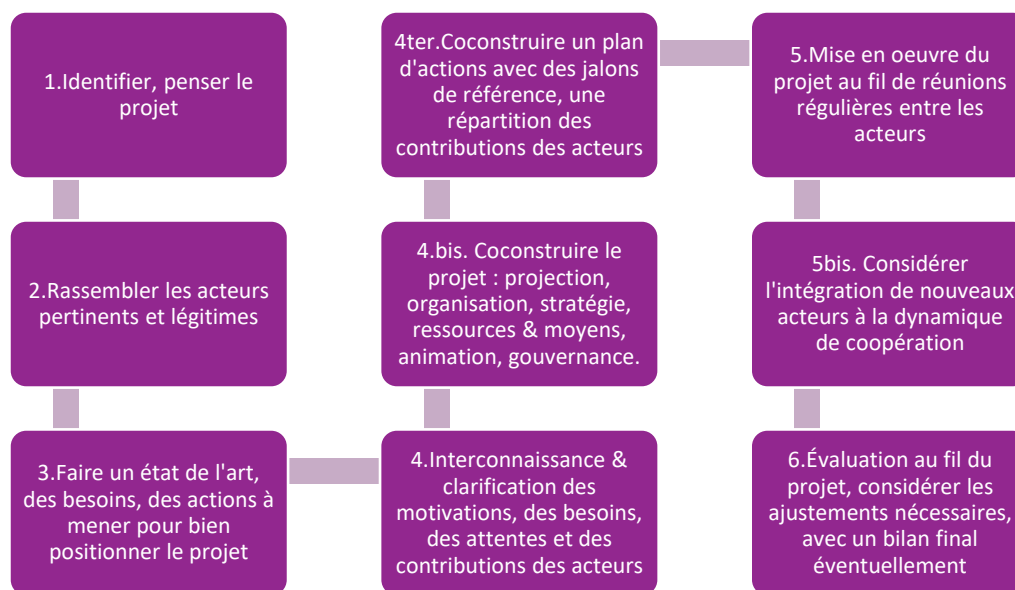 1.Identifier, penser le
projet
2.Rassembler les acteurs
pertinents et légitimes
3.Faire un état de l'art,
des besoins, des actions à
mener pour bien
positionner le projet
4.Interconnaissance &
clarification des
motivations, des besoins,
des attentes et des
contributions des acteurs
4.bis. Coconstruire le
projet : projection,
organisation, stratégie,
ressources & moyens,
animation, gouvernance.
4ter.Coconstruire un plan
d'actions avec des jalons
de référence, une
répartition des
contributions des acteurs
5.Mise en oeuvre du
projet au fil de réunions
régulières entre les
acteurs
5bis. Considérer
l'intégration de nouveaux
acteurs à la dynamique
de coopération
6.Évaluation au fil du
projet, considérer les
ajustements nécessaires,
avec un bilan final
éventuellement